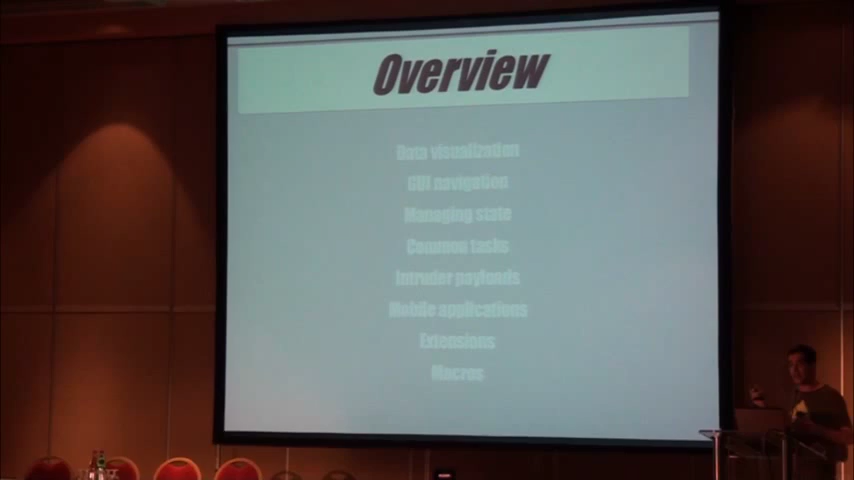 Overview
Data visualization
GUI navigation
Managing state
Common tasks
Intruder payloads
Mobile applications
Extensions
Macros